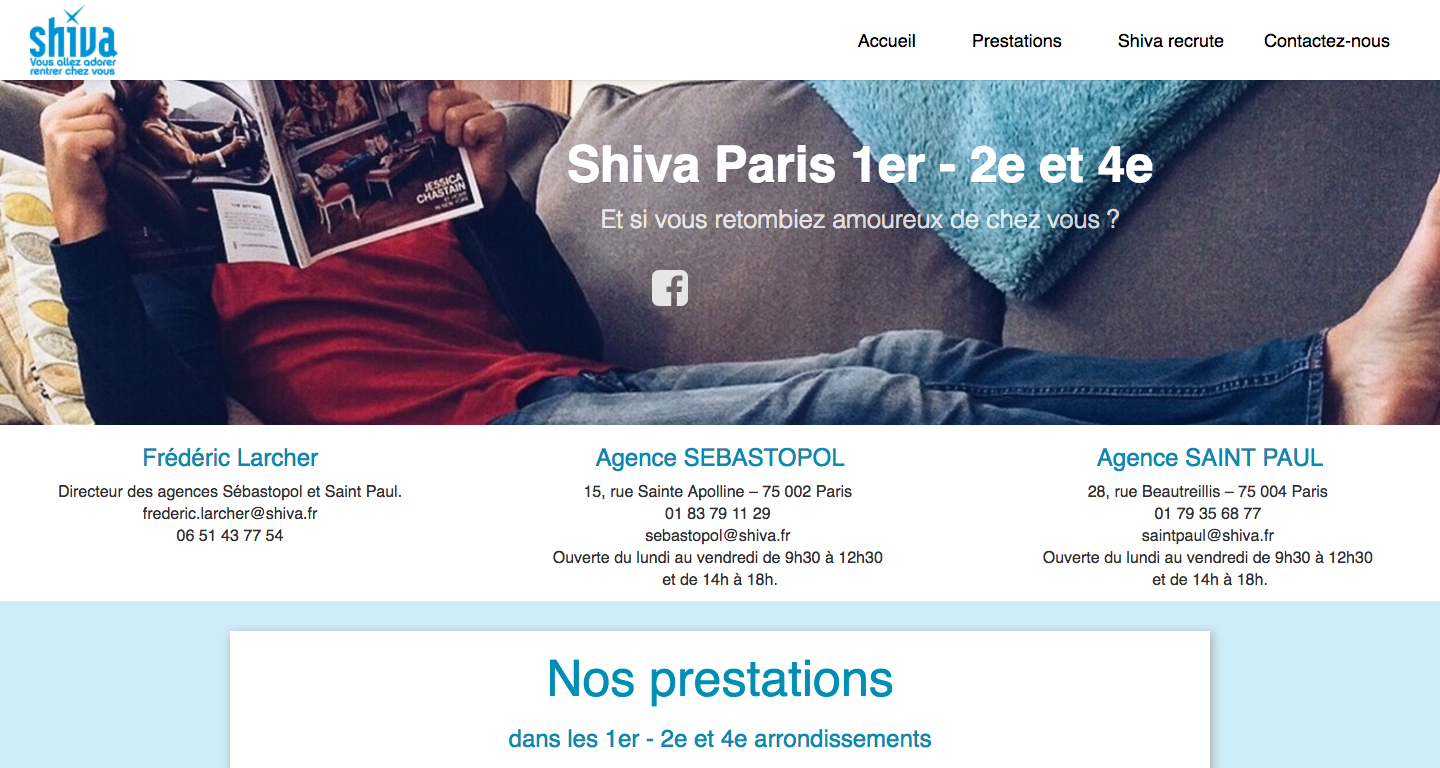 shiva
Vous allez adorer
rentrer chez vous
Accueil
Prestations
Shiva recrute
Contactez-nous
JESSICA
CHASTAIN
Shiva Paris 1er - 2e et 4e
Et si vous retombiez amoureux de chez vous ?
Frédéric Larcher
Directeur des agences Sébastopol et Saint Paul.
frederic.larcher@shiva.fr
06 51 43 77 54
Agence SEBASTOPOL
15, rue Sainte Apolline – 75 002 Paris
01 83 79 11 29
sebastopol@shiva.fr
Ouverte du lundi au vendredi de 9h30 à 12h30
et de 14h à 18h.
Agence SAINT PAUL
28, rue Beautreillis – 75 004 Paris
01 79 35 68 77
saintpaul@shiva.fr
Ouverte du lundi au vendredi de 9h30 à 12h30
et de 14h à 18h.
Nos prestations
dans les 1er - 2e et 4e arrondissements